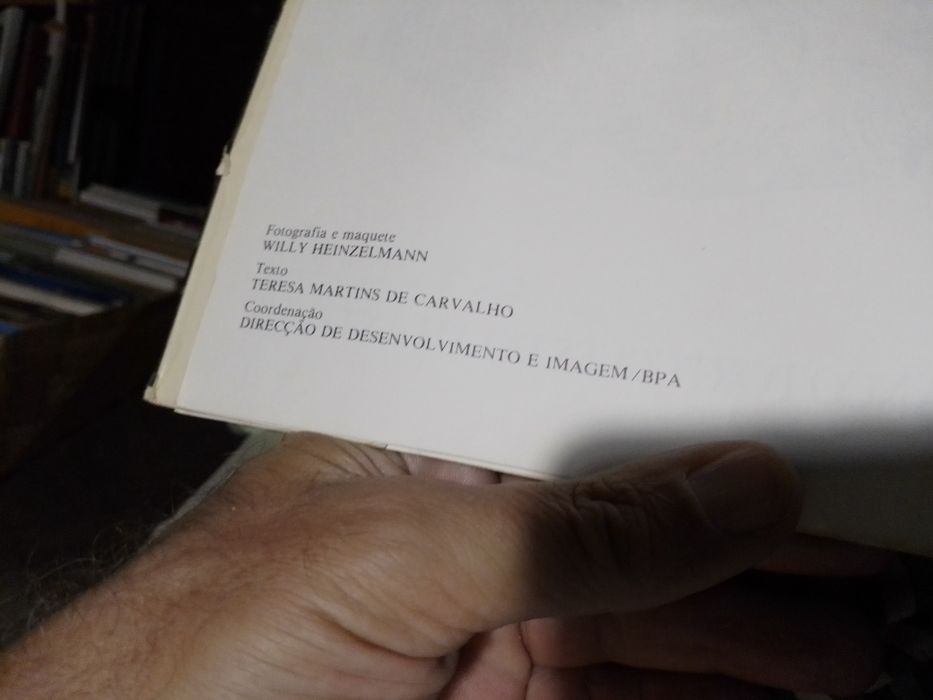 Fotografia e maquete
WILLY HEINZELMANN
Texto
TERESA MARTINS DE CARVALHO
Coordenação
DIRECÇÃO DE DESENVOLVIMENTO E IMAGEM/BPA